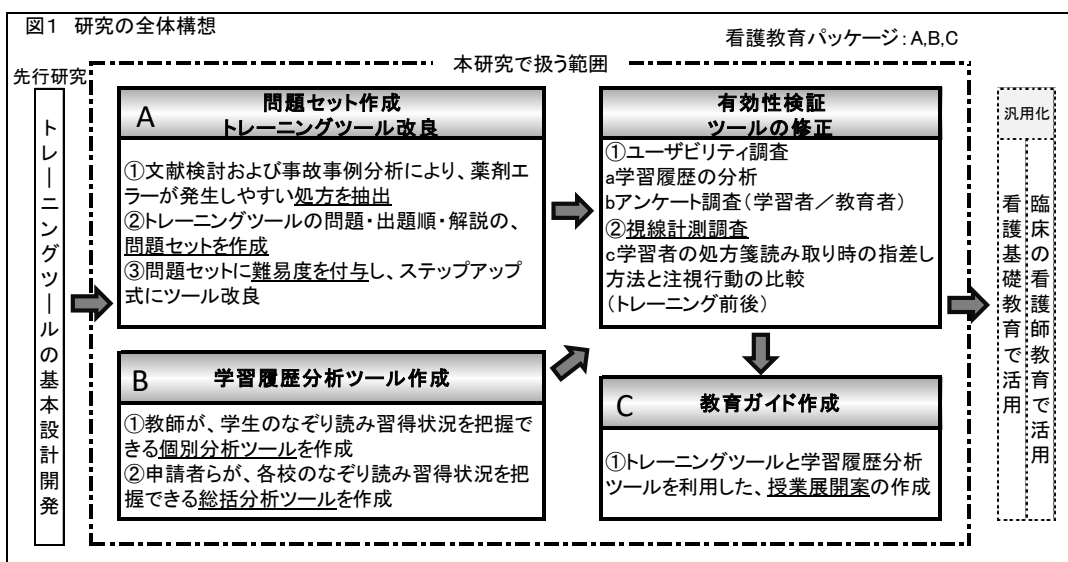 図1 研究の全体構想
看護教育パッケージ:A,B,C
本研究で扱う範囲
先行研究
トレーニングツールの基本設計開発
A
問題セット作成
トレーニングツール改良
①文献検討および事故事例分析により、薬剤エ
ラーが発生しやすい処方を抽出
②トレーニングツールの問題・出題順・解説の、
問題セットを作成
③問題セットに難易度を付与し、ステップアップ
式にツール改良
B
学習履歴分析ツール作成
①教師が、学生のなぞり読み習得状況を把握で
きる個別分析ツールを作成
②申請者らが、各校のなぞり読み習得状況を把
握できる総括分析ツールを作成
有効性検証
ツールの修正
①ユーザビリティ調査
a学習履歴の分析
bアンケート調査(学習者/教育者)
②視線計測調査
c学習者の処方箋読み取り時の指差し
方法と注視行動の比較
(トレーニング前後)
C
教育ガイド作成
①トレーニングツールと学習履歴分析
ツールを利用した、授業展開案の作成
汎用化
臨床の看護師教育で活用
看護基礎教育で活用